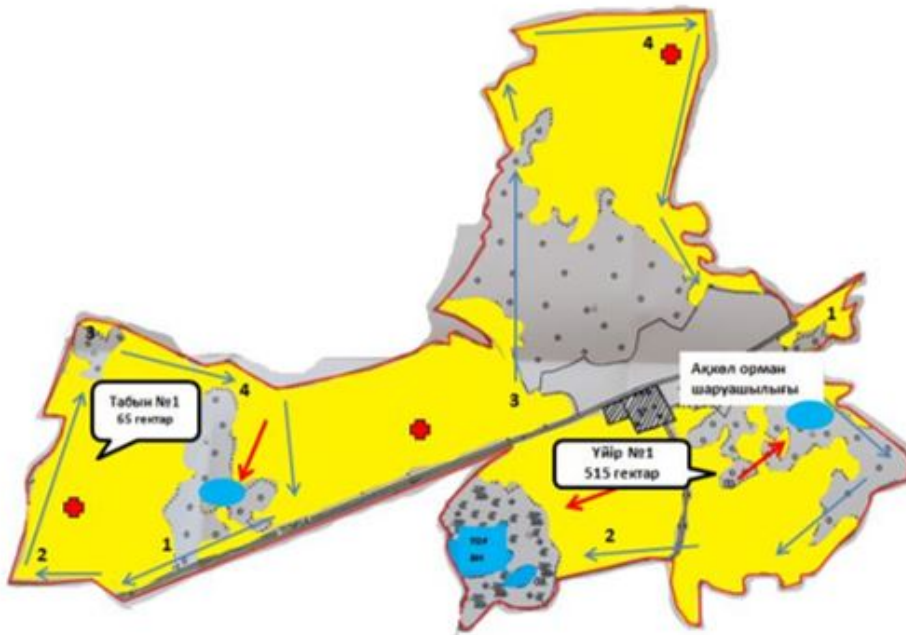 4
1
Ақкөл орман
шаруашылығы
3
4
3
Табын №1
65 гектар
Үйір №1
515 гектар
2
1
2